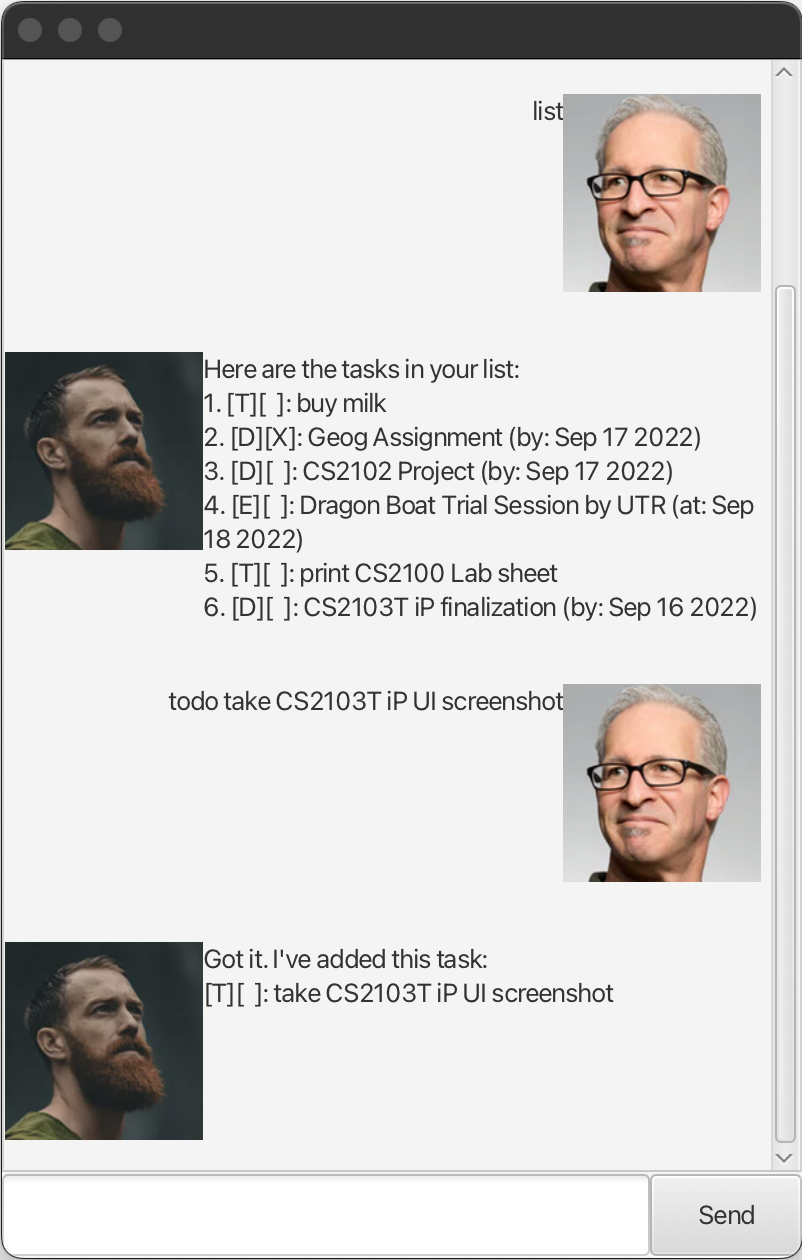 list
Here are the tasks in your list:
1. [T][ ]: buy milk
2. [D][X]: Geog Assignment (by: Sep 17 2022)
3. [D][ ]: CS2102 Project (by: Sep 17 2022)
4. [E][ ]: Dragon Boat Trial Session by UTR (at: Sep
18 2022)
5. [T][ ]: print CS2100 Lab sheet
6. [D][ ]: CS2103T iP finalization (by: Sep 16 2022)
todo take CS2103T iP UI screenshot
Got it. I've added this task:
[T][ ]: take CS2103T iP UI screenshot
Send